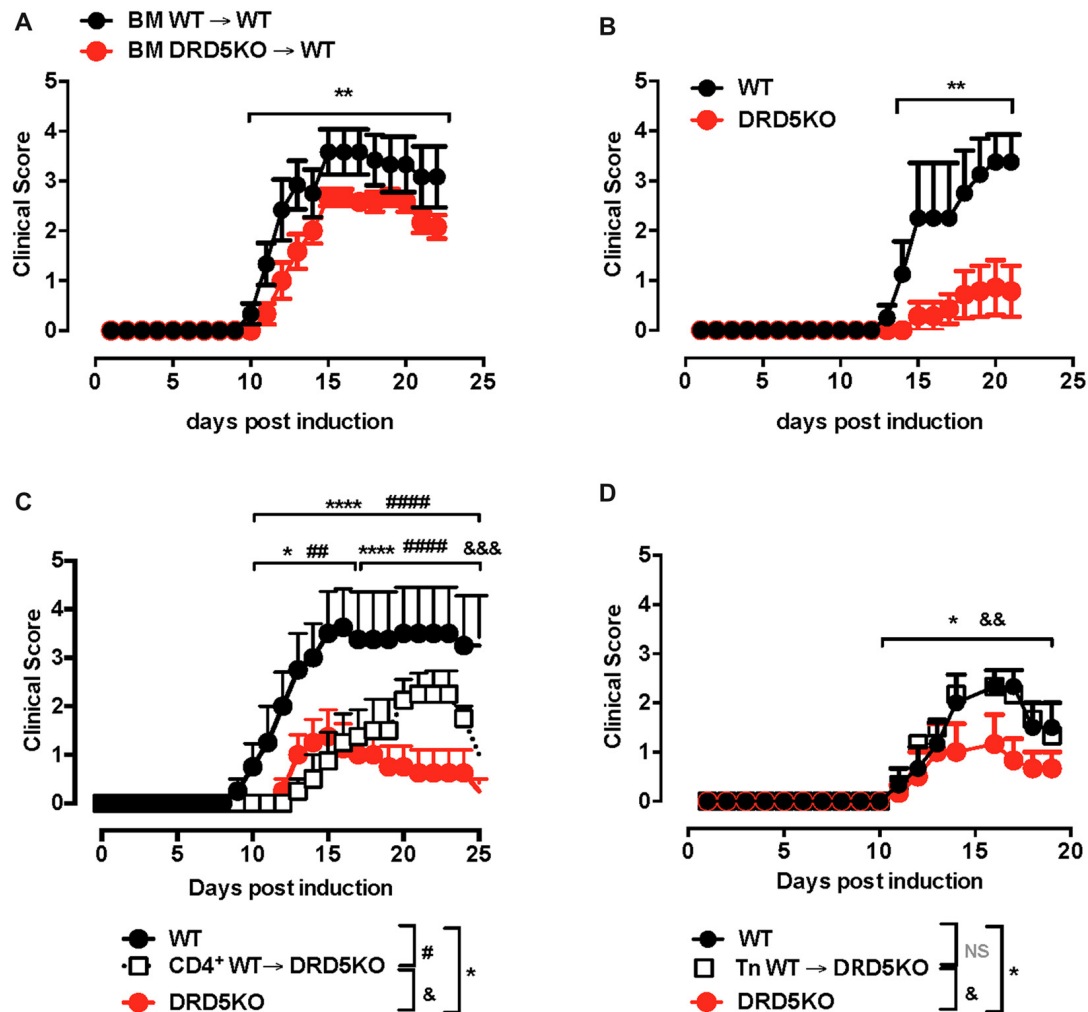 A
BM WT → WT
BM DRD5KO → WT
**
Clinical Score
5
4
3
2
1
0
0 5 10 15 20 25
days post induction
B
WT
DRD5KO
**
Clinical Score
5
4
3
2
1
0
0 5 10 15 20 25
days post induction
C
**** ####
* ## **** #### &&&
Clinical Score
5
4
3
2
1
0
0 5 10 15 20 25
Days post induction
WT
CD4+ WT → DRD5KO
DRD5KO
#
&
*
D
* &&
Clinical Score
5
4
3
2
1
0
0 5 10 15 20
Days post induction
WT
Tn WT → DRD5KO
DRD5KO
NS
&
*